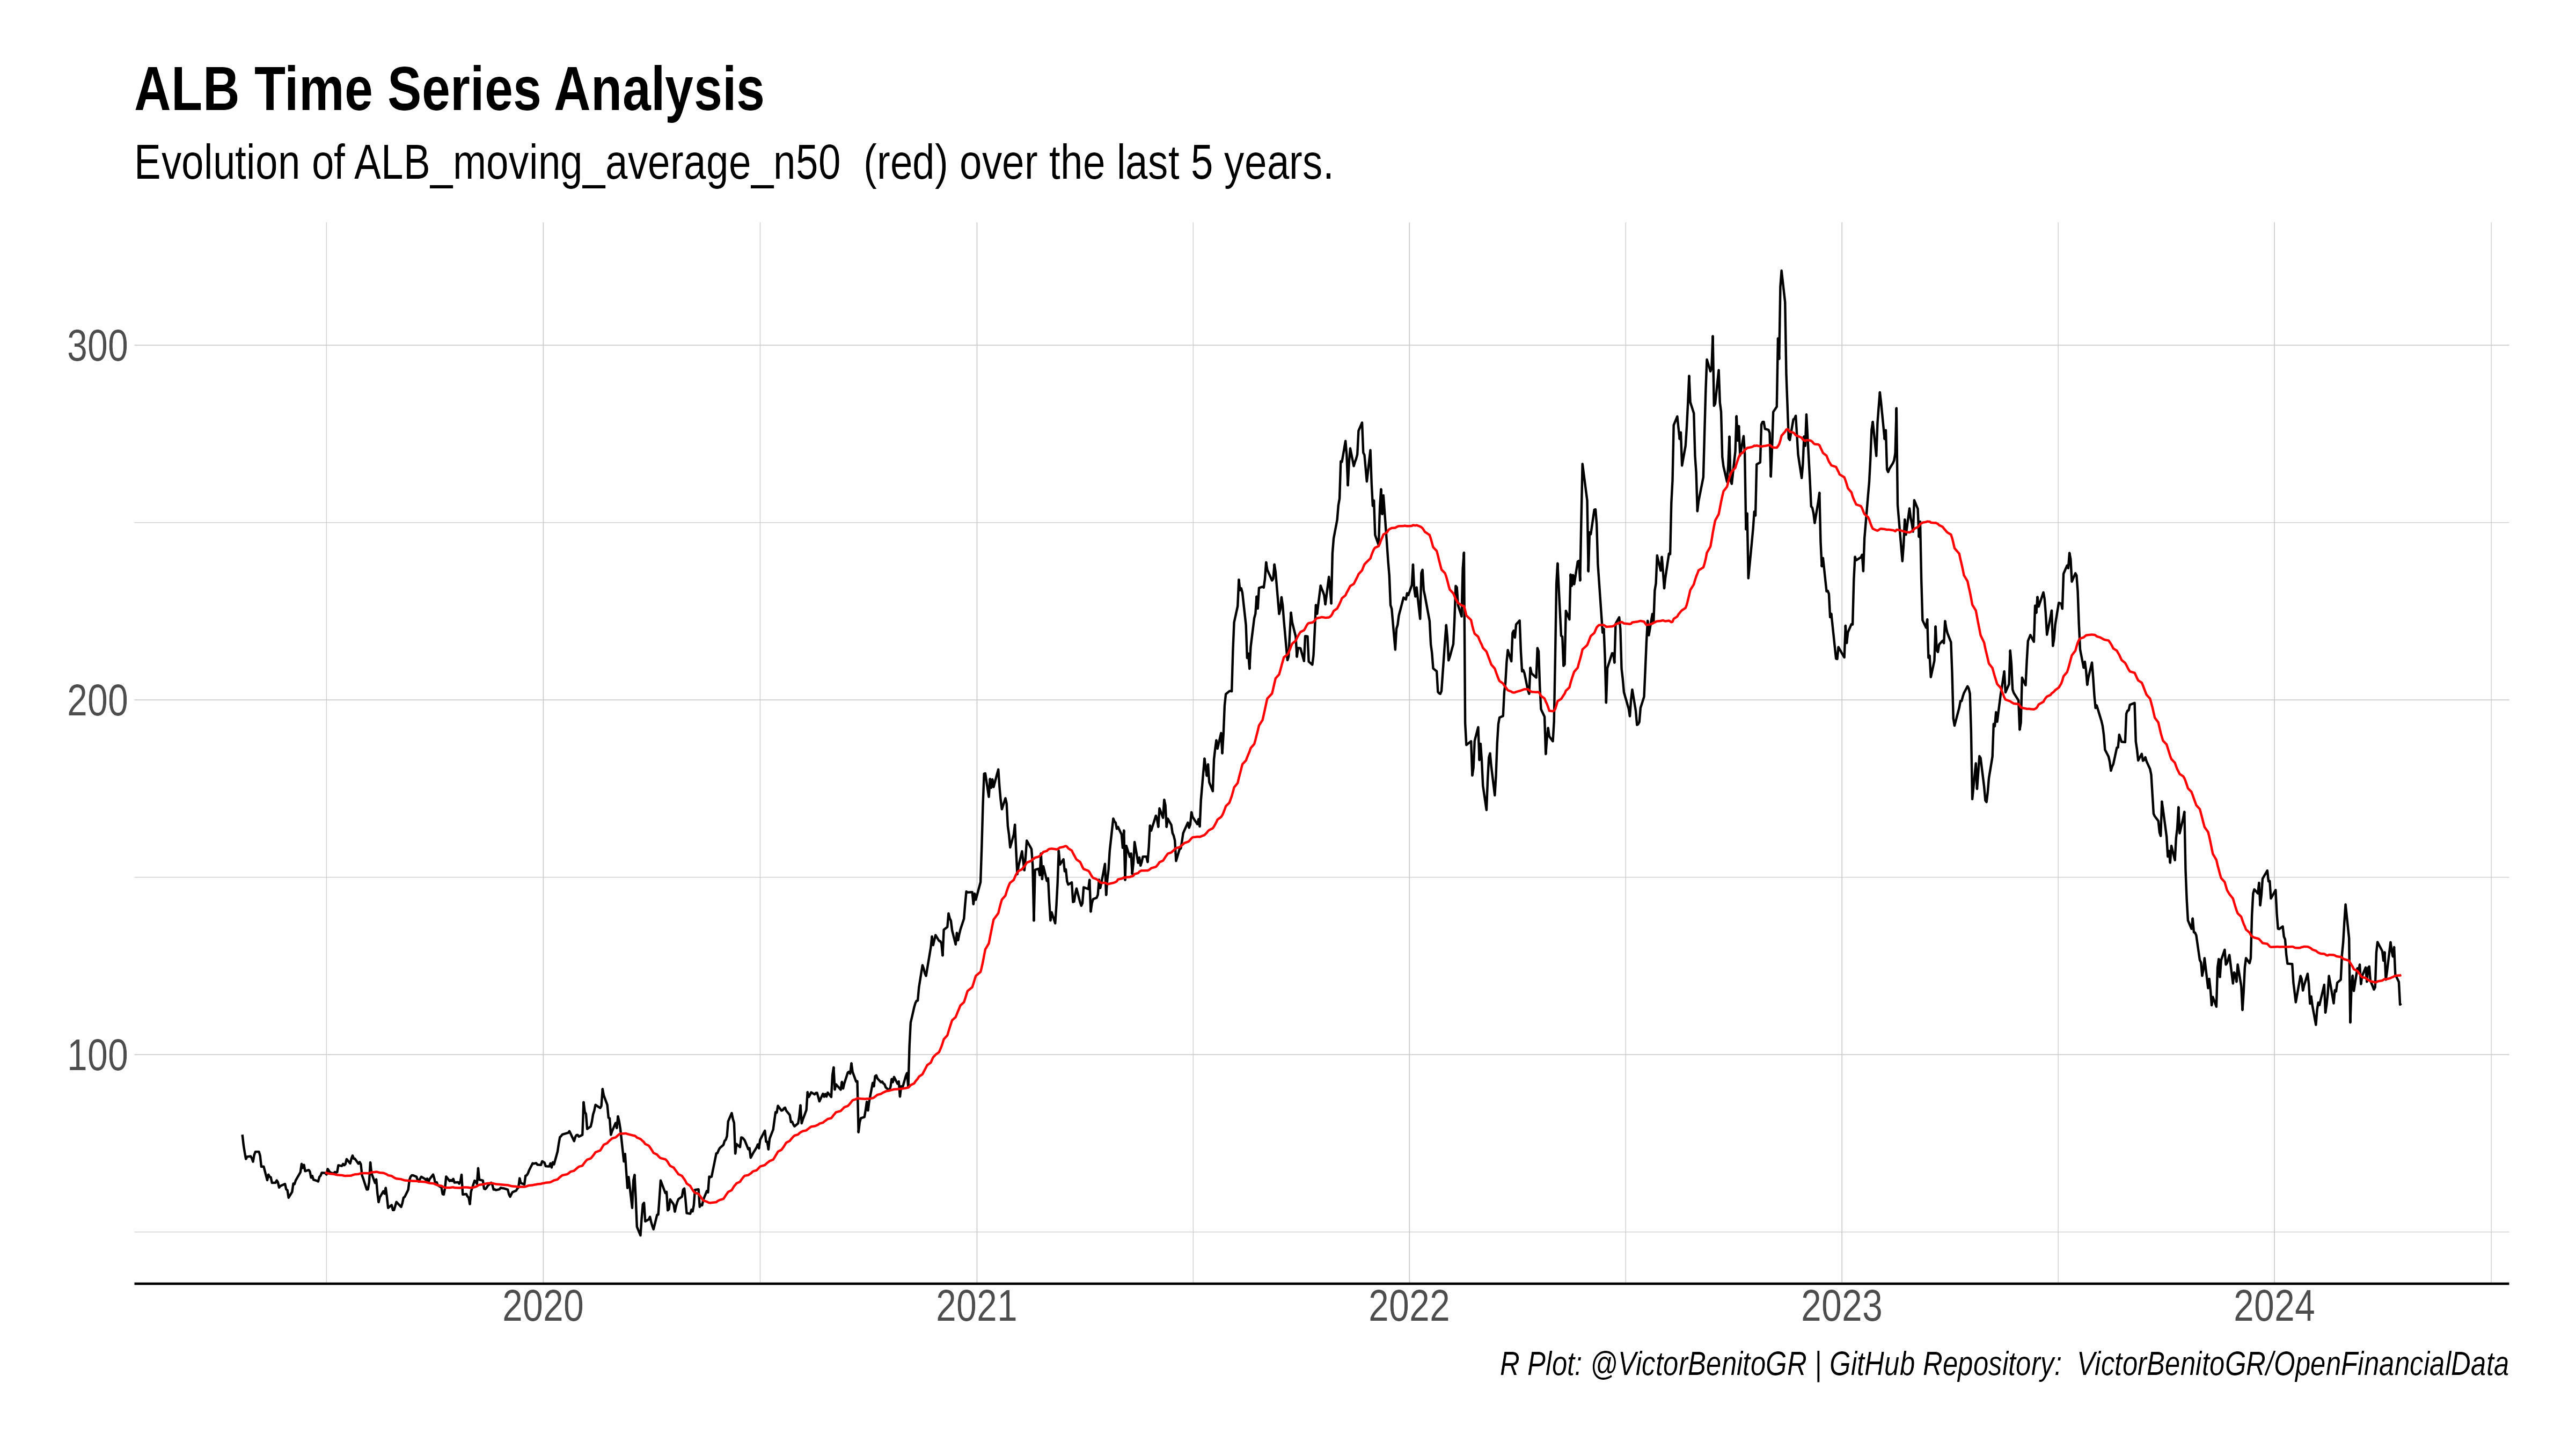 ALB Time Series Analysis
Evolution of ALB_moving_average_n50  (red) over the last 5 years.
300
200
100
2020 2021 2022 2023 2024
R Plot: @VictorBenitoGR | GitHub Repository:  VictorBenitoGR/OpenFinancialData